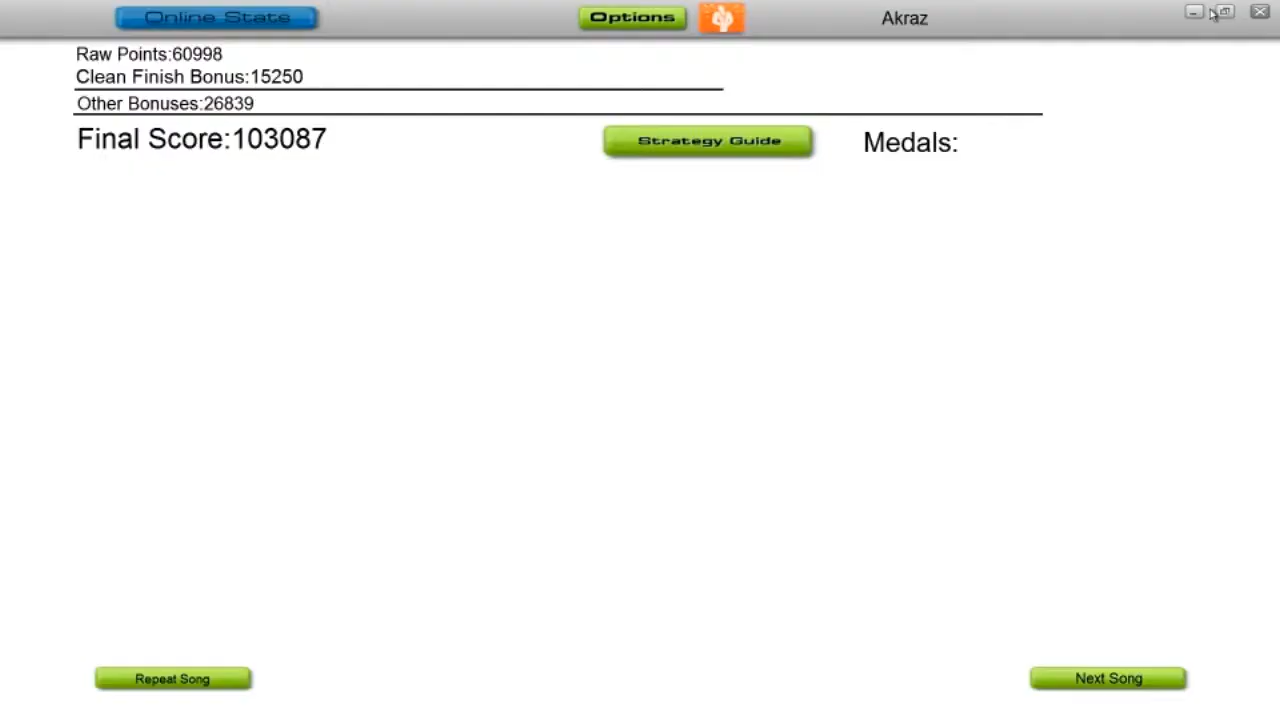 Online State
Options
Akraz
Raw Points:60998
Clean Finish Bonus:15250
Other Bonuses:26839
Final Score:103087
Strategy Guide
Medals:
Repeat Song
Next Song